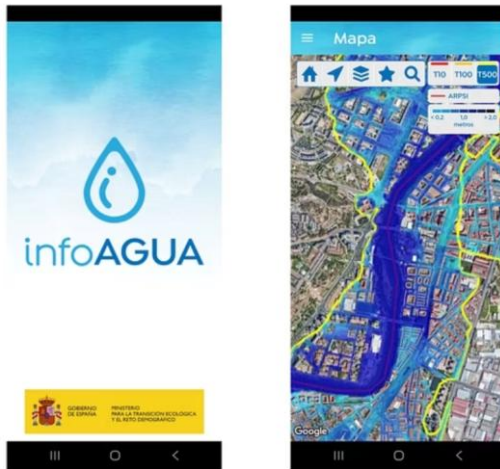 infoAGUA
GOBIERNO
DE ESPAÑA
MINISTERIO
PARA LA TRANSICIÓN ECOLÓGICA
Y EL RETO DEMOGRÁFICO
Mapa
T10 T100 T500
ARPSI
< 0,2 1,0 > 2,0
metros
Google